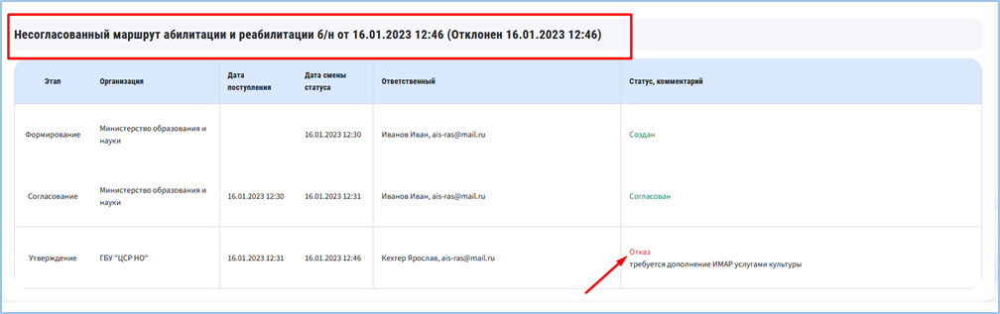 Несогласованный маршрут абилитации и реабилитации б/н от 16.01.2023 12:46 (Отклонен 16.01.2023 12:46)
Этап Организация Дата поступления Дата смены статуса Ответственный Статус, комментарий
Формирование Министерство образования и науки 16.01.2023 12:30 Иванов Иван, ais-ras@mail.ru Создан
Согласование Министерство образования и науки 16.01.2023 12:30 16.01.2023 12:31 Иванов Иван, ais-ras@mail.ru Согласован
Утверждение ГБУ "ЦСР НО" 16.01.2023 12:31 16.01.2023 12:46 Кехтер Ярослав, ais-ras@mail.ru Отказ
требуется дополнение ИМАР услугами культуры